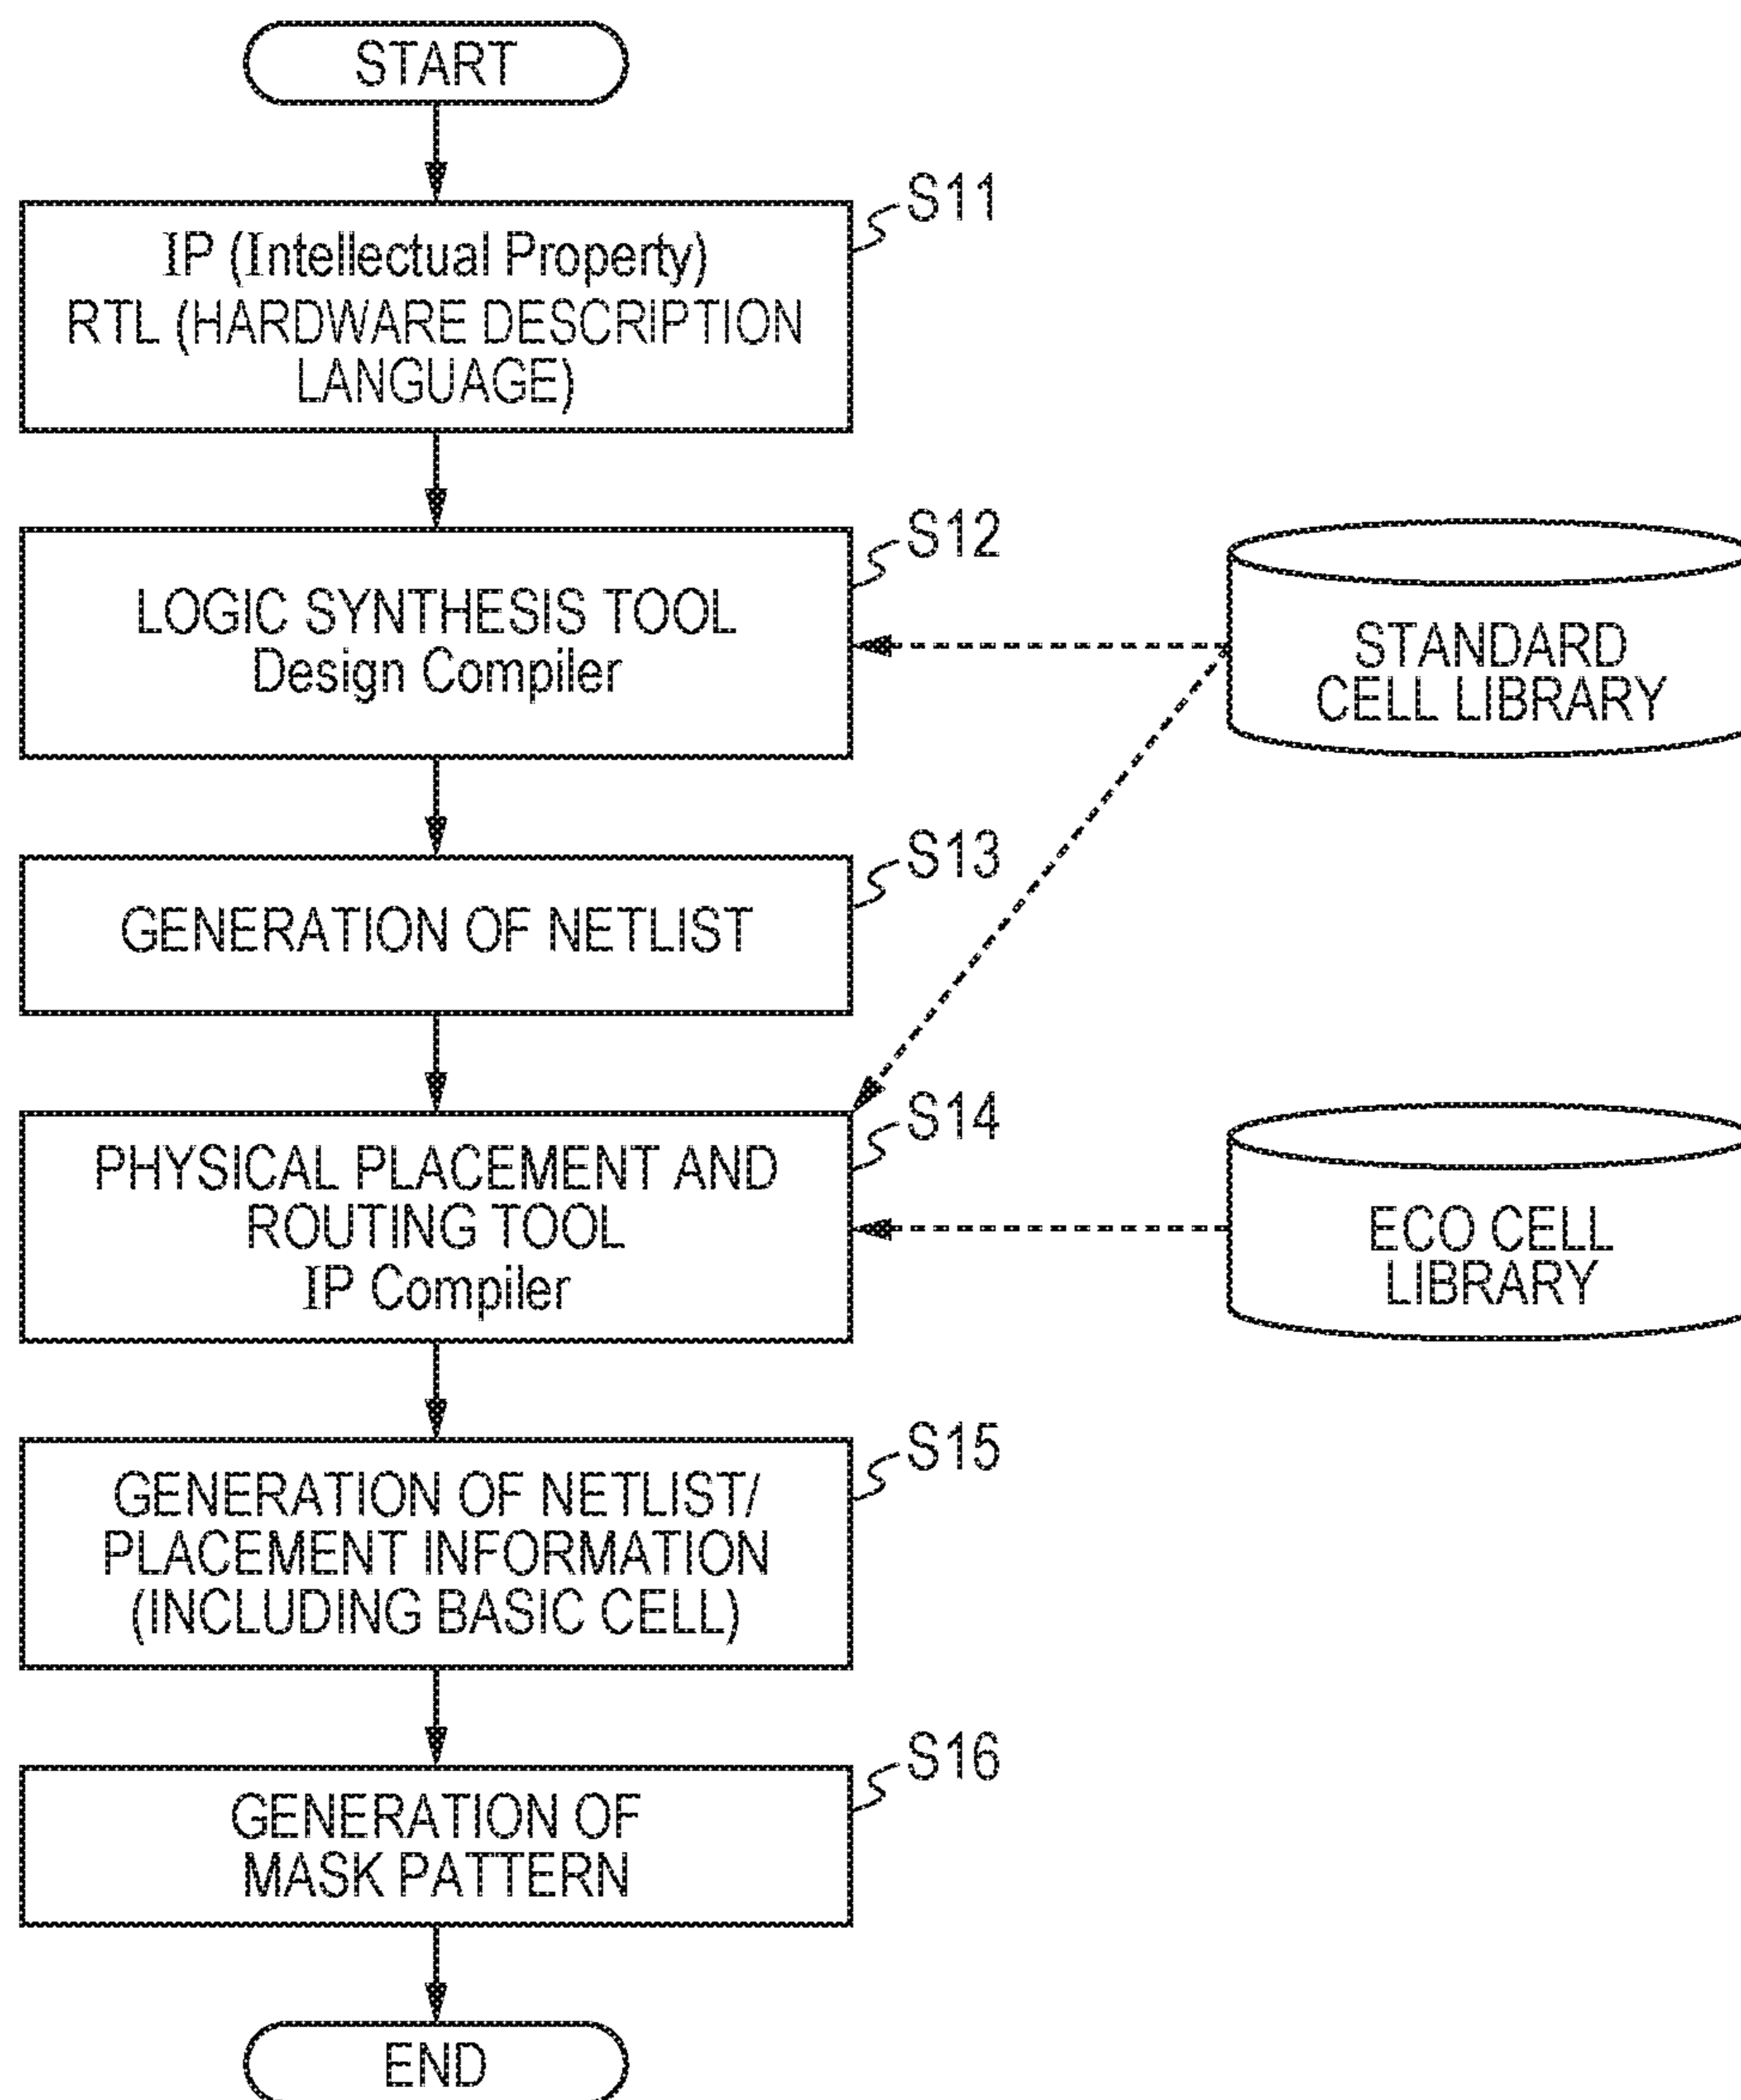 START
S11
IP (Intellectual Property)
RTL (HARDWARE DESCRIPTION
LANGUAGE)
S12
LOGIC SYNTHESIS TOOL
Design Compiler
STANDARD
CELL LIBRARY
S13
GENERATION OF NETLIST
S14
PHYSICAL PLACEMENT AND
ROUTING TOOL
IP Compiler
ECO CELL
LIBRARY
S15
GENERATION OF NETLIST/
PLACEMENT INFORMATION
(INCLUDING BASIC CELL)
S16
GENERATION OF
MASK PATTERN
END